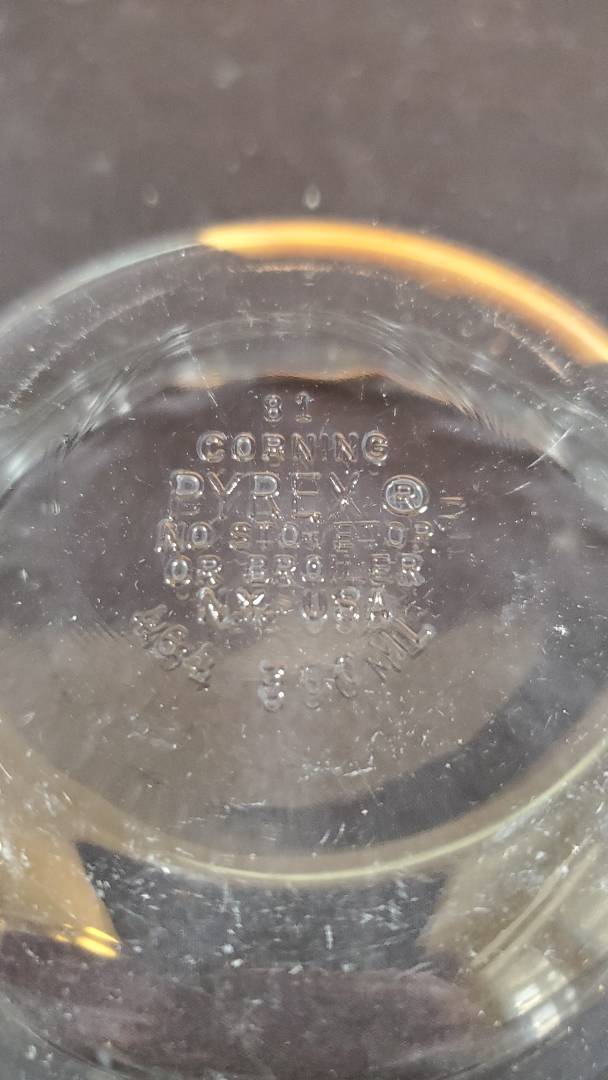 81
CORNING
PYREX ®
NO STOVETOP
OR BROILER
N.Y. USA
464 ML